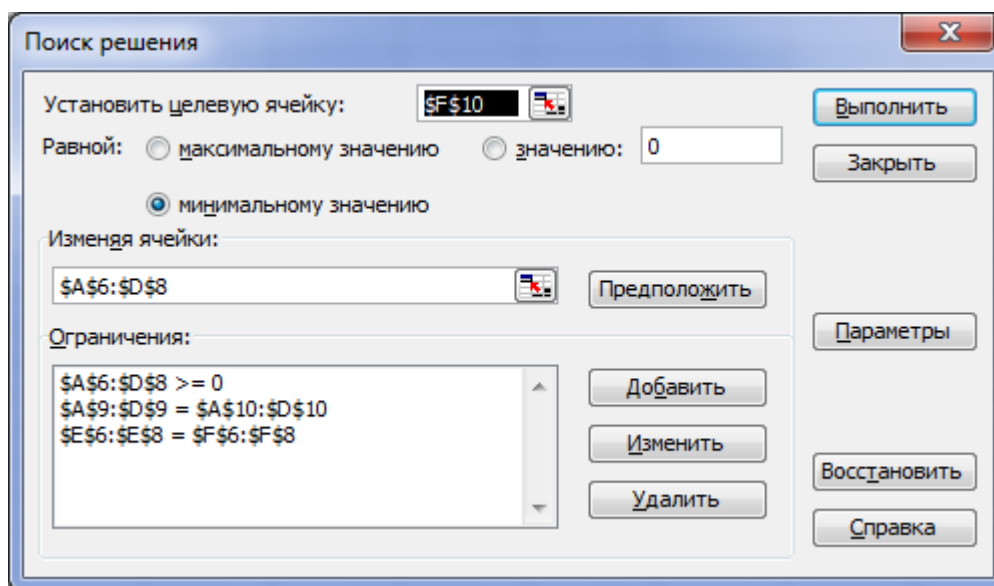 Поиск решения
Установить целевую ячейку: $F$10 Выполнить
Равной: максимальному значению значению: 0 Закрыть
минимальному значению
Изменяя ячейки:
$A$6:$D$8 Предположить
Ограничения: Параметры
$A$6:$D$8 >= 0 Добавить
$A$9:$D$9 = $A$10:$D$10
$E$6:$E$8 = $F$6:$F$8 Изменить
Восстановить
Удалить
Справка